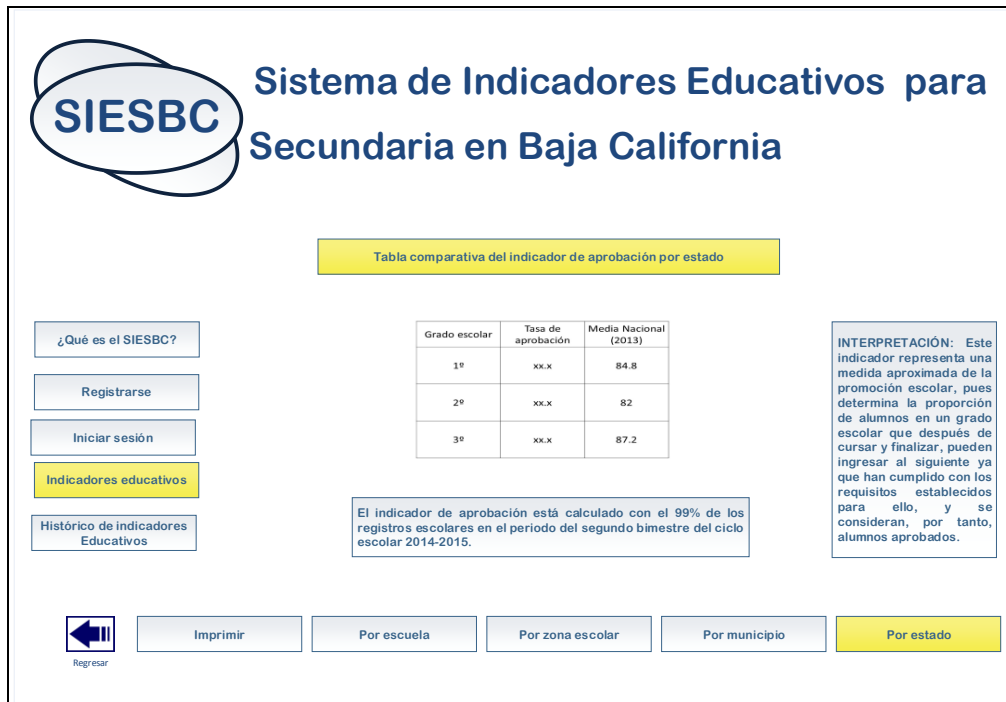 SIESBC
Sistema de Indicadores Educativos para
Secundaria en Baja California
Tabla comparativa del indicador de aprobación por estado
¿Qué es el SIESBC?
Registrarse
Iniciar sesión
Indicadores educativos
Histórico de indicadores
Educativos
Grado escolar
Tasa de
aprobación
Media Nacional
(2013)
1º xx.x 84.8
2º xx.x 82
3º xx.x 87.2
El indicador de aprobación está calculado con el 99% de los
registros escolares en el periodo del segundo bimestre del ciclo
escolar 2014-2015.
INTERPRETACIÓN: Este
indicador representa una
medida aproximada de la
promoción escolar, pues
determina la proporción
de alumnos en un grado
escolar que después de
cursar y finalizar, pueden
ingresar al siguiente ya
que han cumplido con los
requisitos establecidos
para ello, y se
consideran, por tanto,
alumnos aprobados.
Regresar
Imprimir
Por escuela
Por zona escolar
Por municipio
Por estado